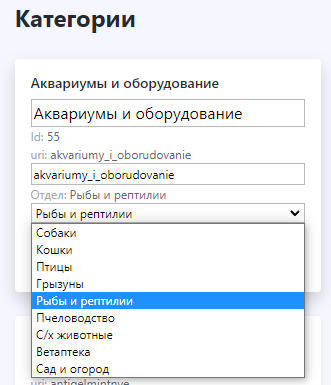 Категории
Аквариумы и оборудование
Аквариумы и оборудование
Id: 55
uri: akvariumy_i_oborudovanie
akvariumy_i_oborudovanie
Отдел: Рыбы и рептилии
Рыбы и рептилии
Собаки
Кошки
Птицы
Грызуны
Рыбы и рептилии
Пчеловодство
С/х животные
Ветаптека
Сад и огород
uri: antigelmintnye